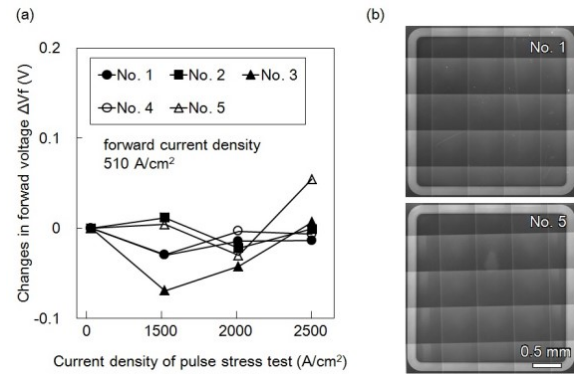 (a)
0.2
0.1
0
-0.1
Changes in forwad voltage ΔVf (V)
No. 1 No. 2 No. 3
No. 4 No. 5
forward current density
510 A/cm²
0 1500 2000 2500
Current density of pulse stress test (A/cm²)
(b)
No. 1
No. 5
0.5 mm